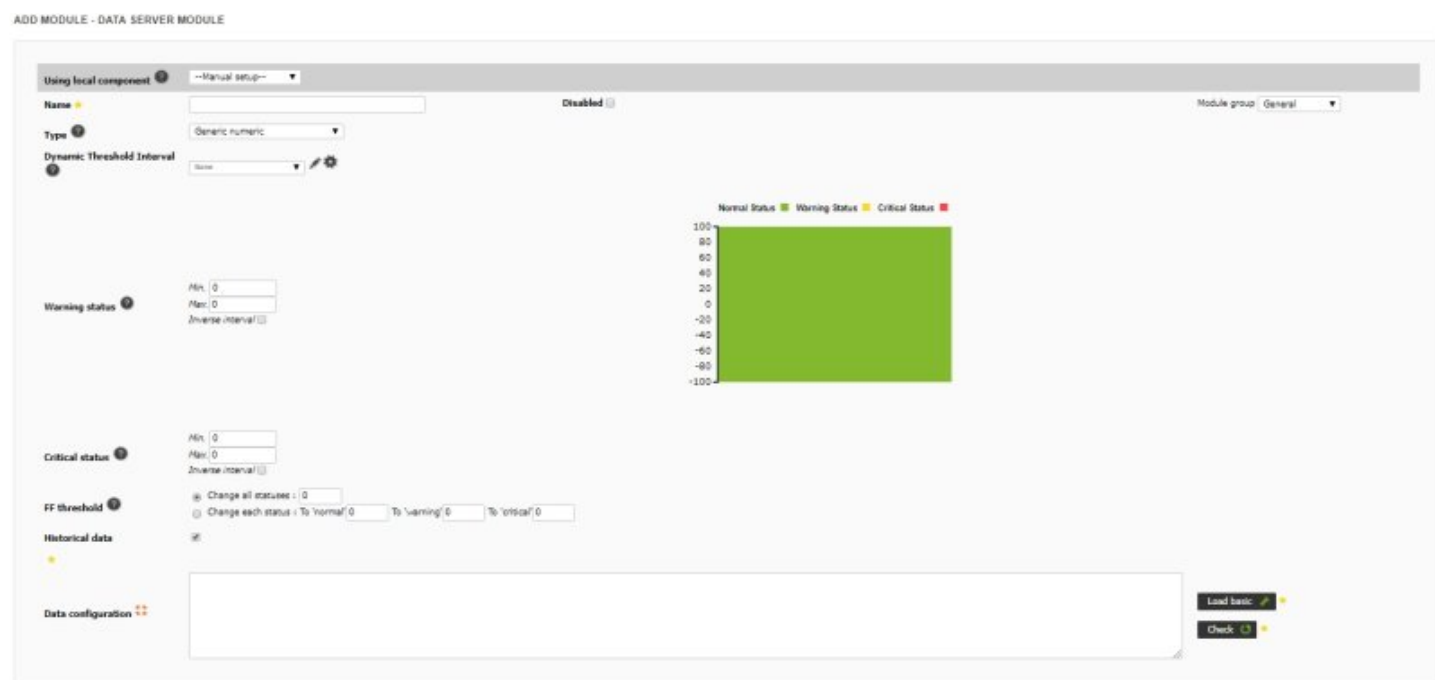 ADD MODULE - DATA SERVER MODULE
Using local component ? --Manual setup--
Name Disabled Module group General
Type ? Generic numeric
Dynamic Threshold Interval
? None
Normal Status Warning Status Critical Status
100
80
60
40
20
0
-20
-40
-60
-80
-100
Warning status ?
Min. 0
Max. 0
Inverse interval
Critical status ?
Min. 0
Max. 0
Inverse interval
FF threshold ?
Change all statuses : 0
Change each status : To 'normal' 0 To 'warning' 0 To 'critical' 0
Historical data
Data configuration
Load basic
Check